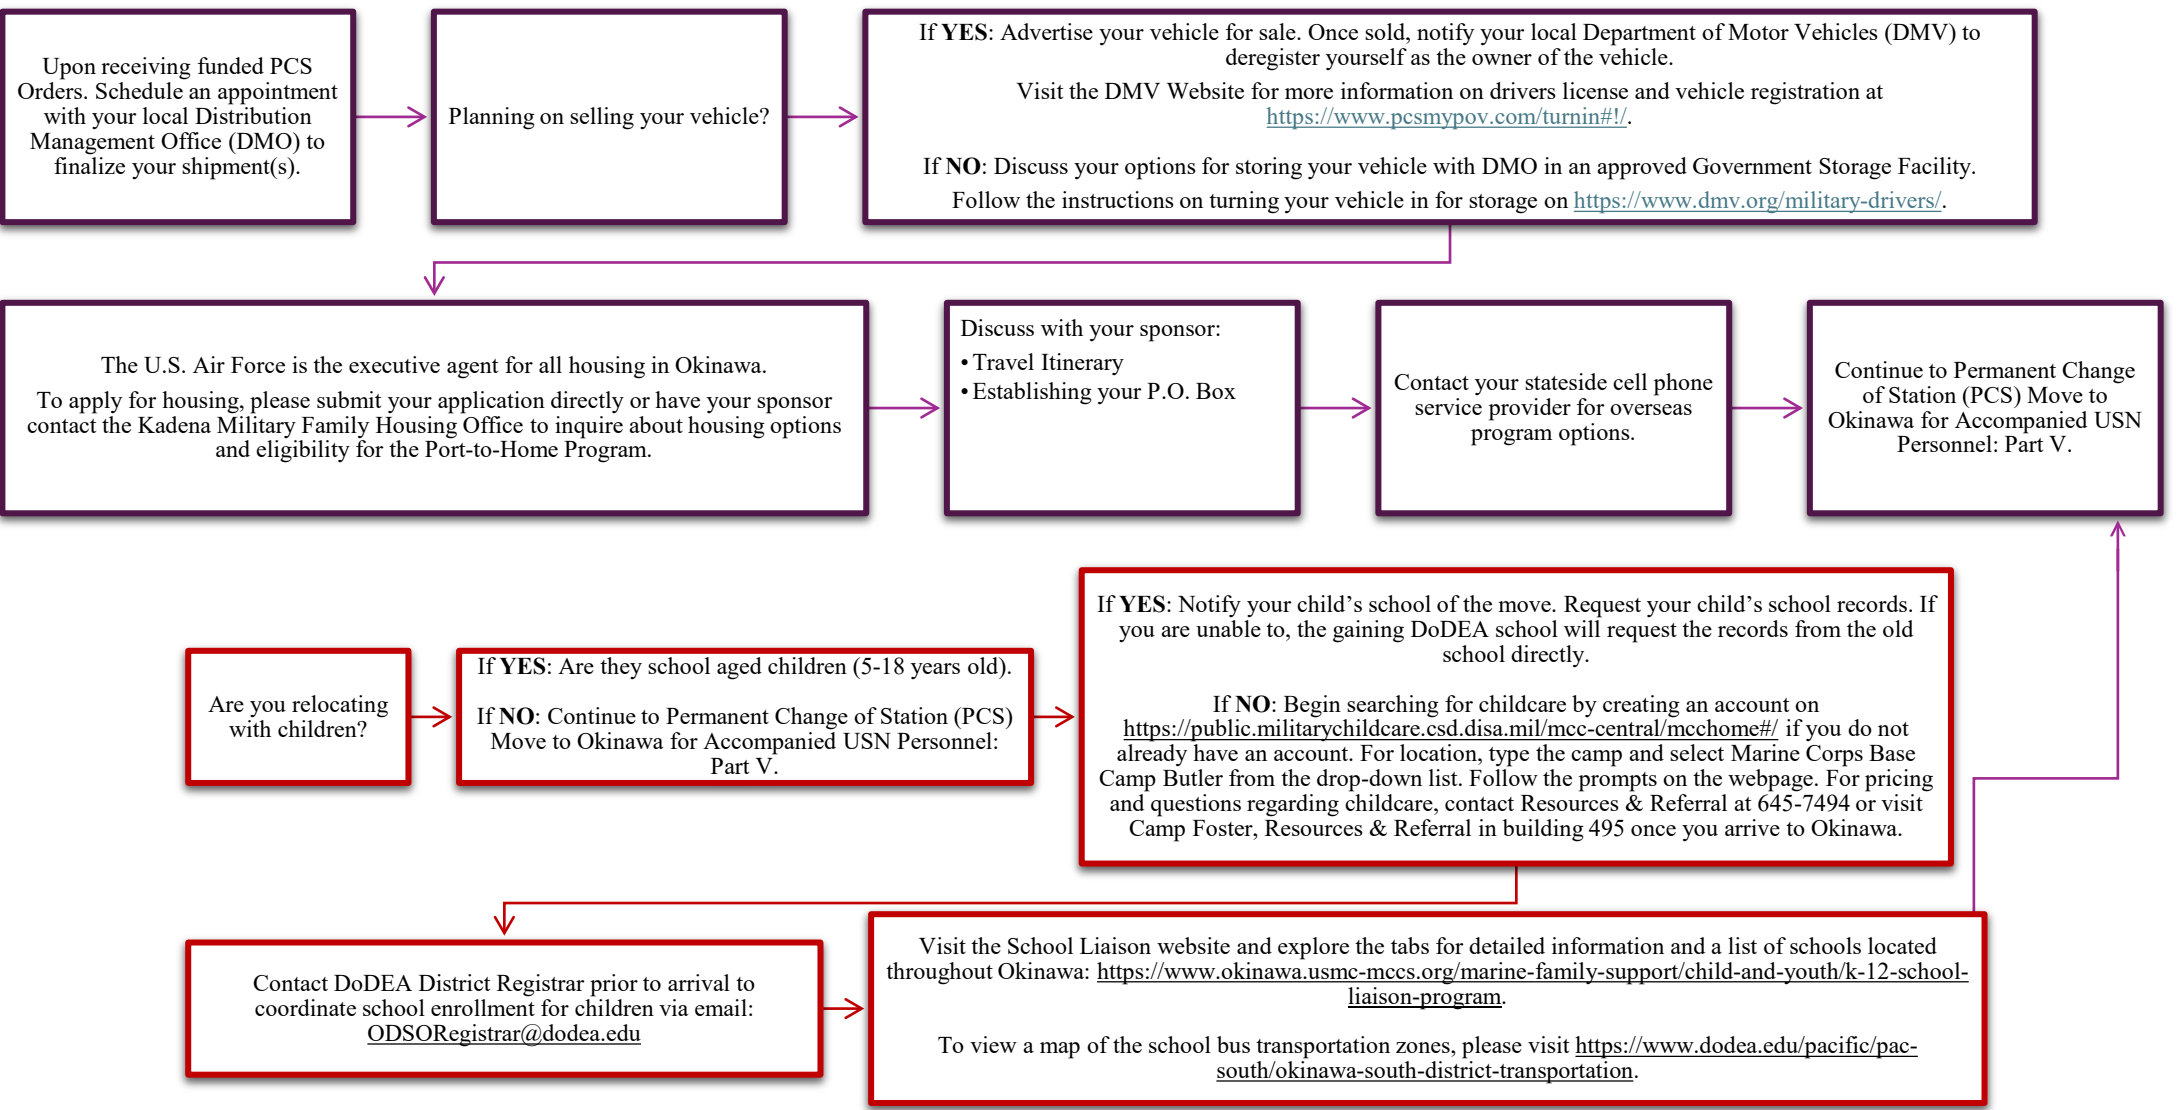 Upon receiving funded PCS
Orders. Schedule an appointment
with your local Distribution
Management Office (DMO) to
finalize your shipment(s).
Planning on selling your vehicle?
If YES: Advertise your vehicle for sale. Once sold, notify your local Department of Motor Vehicles (DMV) to
deregister yourself as the owner of the vehicle.
Visit the DMV Website for more information on drivers license and vehicle registration at
https://www.pcsmypov.com/turnin#!/.
If NO: Discuss your options for storing your vehicle with DMO in an approved Government Storage Facility.
Follow the instructions on turning your vehicle in for storage on https://www.dmv.org/military-drivers/.
The U.S. Air Force is the executive agent for all housing in Okinawa.
To apply for housing, please submit your application directly or have your sponsor
contact the Kadena Military Family Housing Office to inquire about housing options
and eligibility for the Port-to-Home Program.
Discuss with your sponsor:
• Travel Itinerary
• Establishing your P.O. Box
Contact your stateside cell phone
service provider for overseas
program options.
Continue to Permanent Change
of Station (PCS) Move to
Okinawa for Accompanied USN
Personnel: Part V.
Are you relocating
with children?
If YES: Are they school aged children (5-18 years old).
If NO: Continue to Permanent Change of Station (PCS)
Move to Okinawa for Accompanied USN Personnel:
Part V.
If YES: Notify your child’s school of the move. Request your child’s school records. If
you are unable to, the gaining DoDEA school will request the records from the old
school directly.
If NO: Begin searching for childcare by creating an account on
https://public.militarychildcare.csd.disa.mil/mcc-central/mcchome#/ if you do not
already have an account. For location, type the camp and select Marine Corps Base
Camp Butler from the drop-down list. Follow the prompts on the webpage. For pricing
and questions regarding childcare, contact Resources & Referral at 645-7494 or visit
Camp Foster, Resources & Referral in building 495 once you arrive to Okinawa.
Contact DoDEA District Registrar prior to arrival to
coordinate school enrollment for children via email:
ODSORegistrar@dodea.edu
Visit the School Liaison website and explore the tabs for detailed information and a list of schools located
throughout Okinawa: https://www.okinawa.usmc-mccs.org/marine-family-support/child-and-youth/k-12-school-
liaison-program.
To view a map of the school bus transportation zones, please visit https://www.dodea.edu/pacific/pac-
south/okinawa-south-district-transportation.